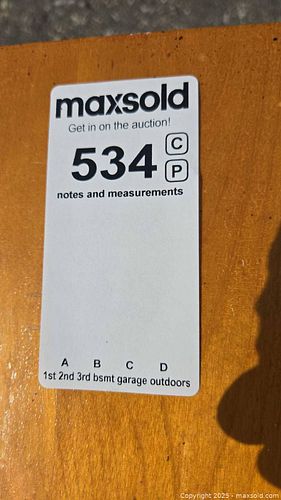 maxsold
Get in on the auction!
534 C
P
notes and measurements
A B C D
1st 2nd 3rd bsmt garage outdoors
Copyright 2025 - maxsold.com